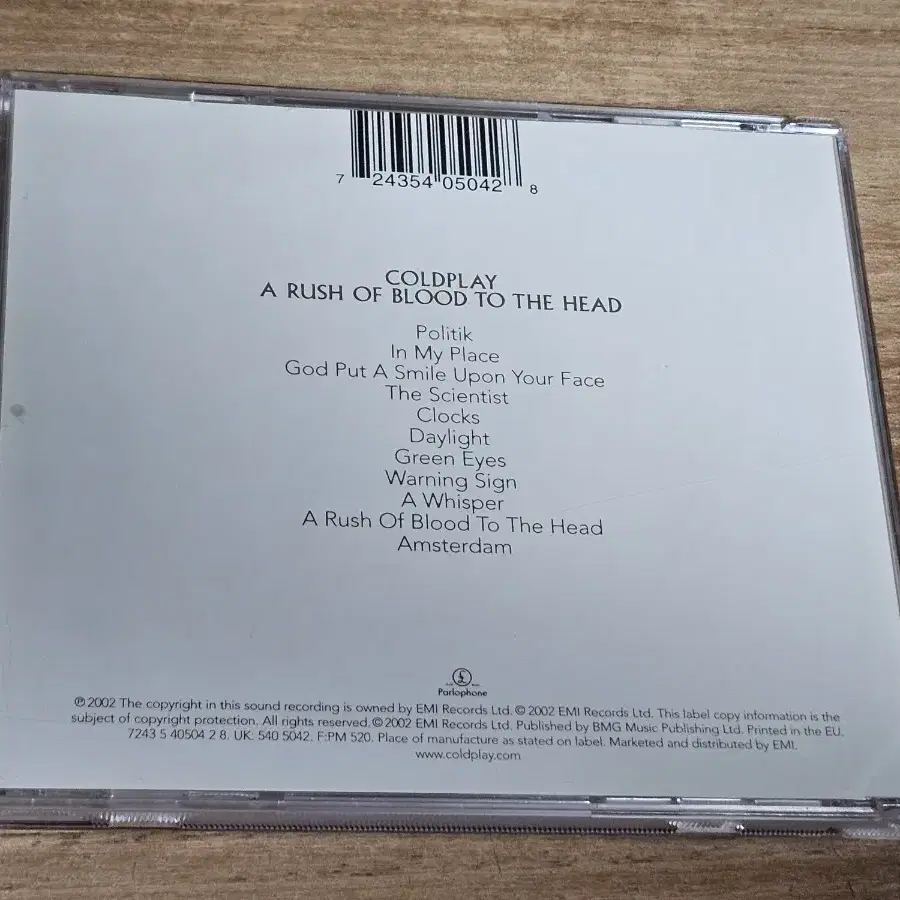 7 24354 05042 8
COLDPLAY
A RUSH OF BLOOD TO THE HEAD
Politik
In My Place
God Put A Smile Upon Your Face
The Scientist
Clocks
Daylight
Green Eyes
Warning Sign
A Whisper
A Rush Of Blood To The Head
Amsterdam
Parlophone
℗ 2002 The copyright in this sound recording is owned by EMI Records Ltd. © 2002 EMI Records Ltd. This label copy information is the
subject of copyright protection. All rights reserved. © 2002 EMI Records Ltd. Published by BMG Music Publishing Ltd. Printed in the EU.
7243 5 40504 2 8. UK: 540 5042. F:PM 520. Place of manufacture as stated on label. Marketed and distributed by EMI.
www.coldplay.com